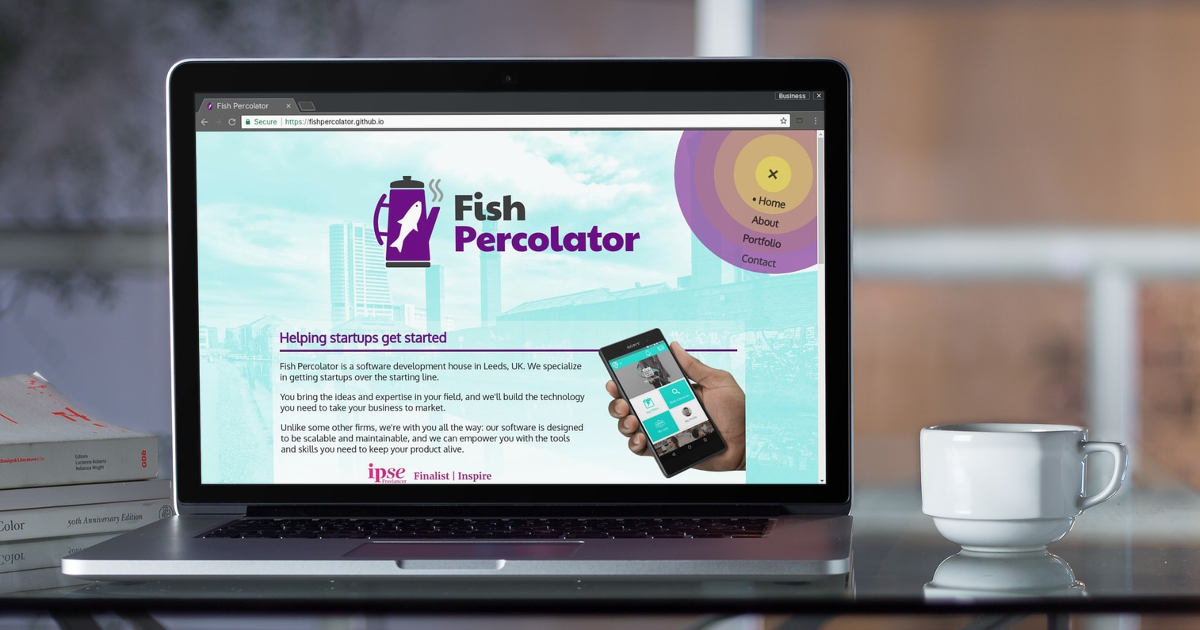 Fish Percolator
Business
Secure
https://fishpercolator.github.io
Fish
Percolator
• Home
About
Portfolio
Contact
Helping startups get started
Fish Percolator is a software development house in Leeds, UK. We specialize
in getting startups over the starting line.
You bring the ideas and expertise in your field, and we'll build the technology
you need to take your business to market.
Unlike some other firms, we're with you all the way: our software is designed
to be scalable and maintainable, and we can empower you with the tools
and skills you need to keep your product alive.
ipse
Freelancer
Finalist | Inspire
SONY
Editors
Color
50th Anniversary Edition